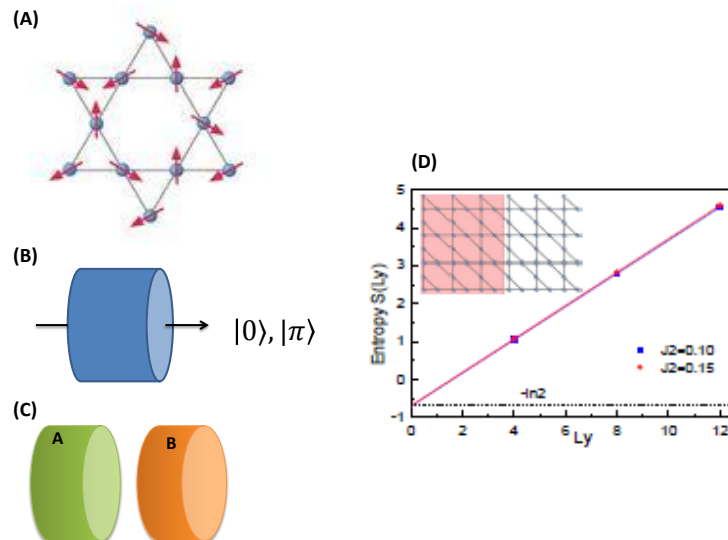 (A)
(B)
|0⟩, |π⟩
(C)
A
B
(D)
Entropy S(Ly)
5
4
3
2
1
0
-1
J2=0.10
J2=0.15
-ln2
0 2 4 6 8 10 12
Ly